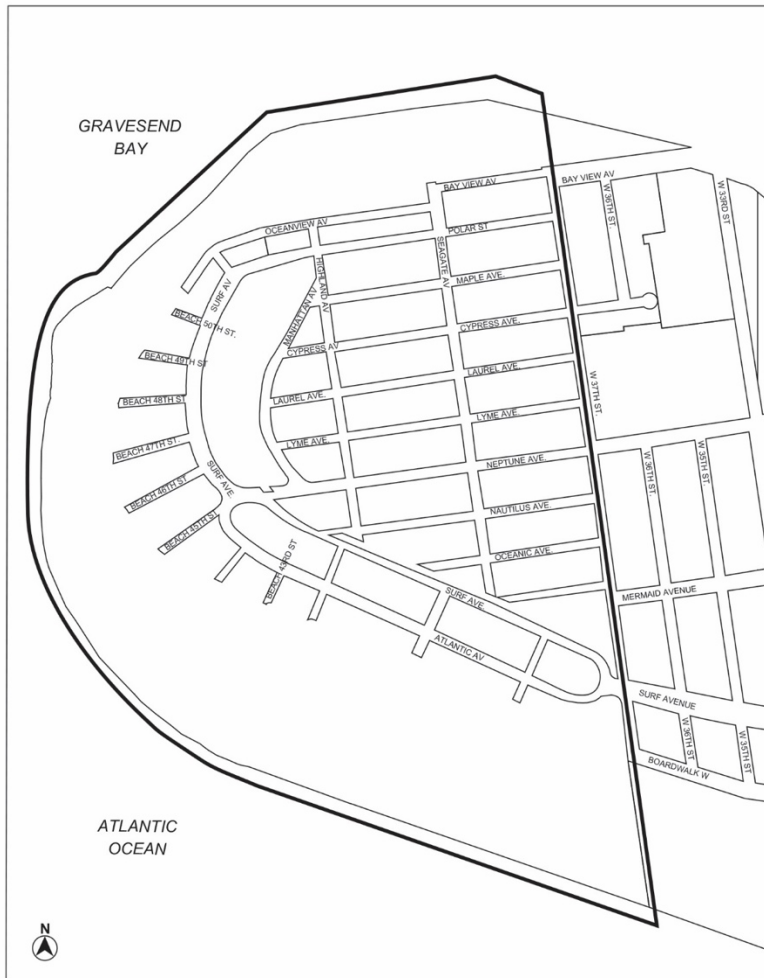 GRAVESEND
BAY
BAY VIEW AV
BAY VIEW AV
W 36TH ST.
W 33RD ST
OCEANVIEW AV
POLAR ST
SEAGATE AV
HIGHLAND AV
MANHATTAN AV
SURF AV
MAPLE AVE.
BEACH 50TH ST.
CYPRESS AVE.
CYPRESS AV
BEACH 49TH ST
LAUREL AVE.
W 37TH ST.
LAUREL AVE.
BEACH 48TH ST
LYME AVE.
LYME AVE.
BEACH 47TH ST.
NEPTUNE AVE.
W 36TH ST.
W 35TH ST.
SURF AVE.
BEACH 46TH ST
NAUTILUS AVE.
BEACH 45TH ST
OCEANIC AVE.
BEACH 43RD ST
SURF AVE.
MERMAID AVENUE
ATLANTIC AV
SURF AVENUE
W 36TH ST
W 35TH ST
BOARDWALK W
ATLANTIC
OCEAN
N